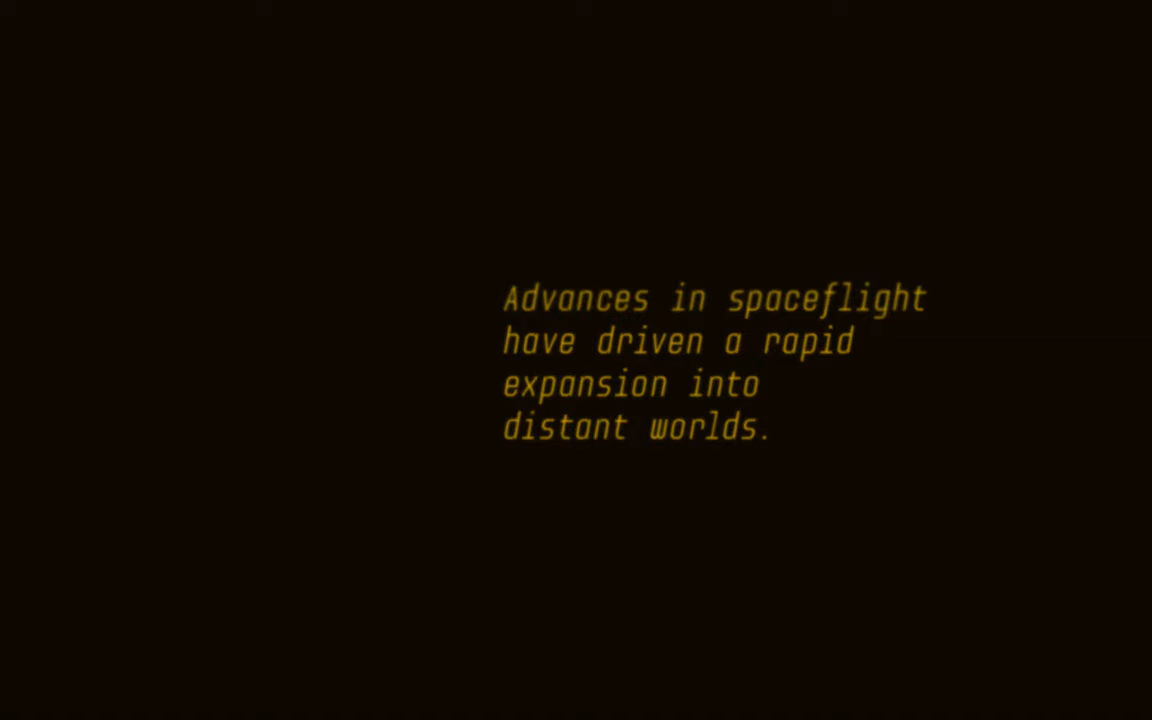 Advances in spaceflight
have driven a rapid
expansion into
distant worlds.